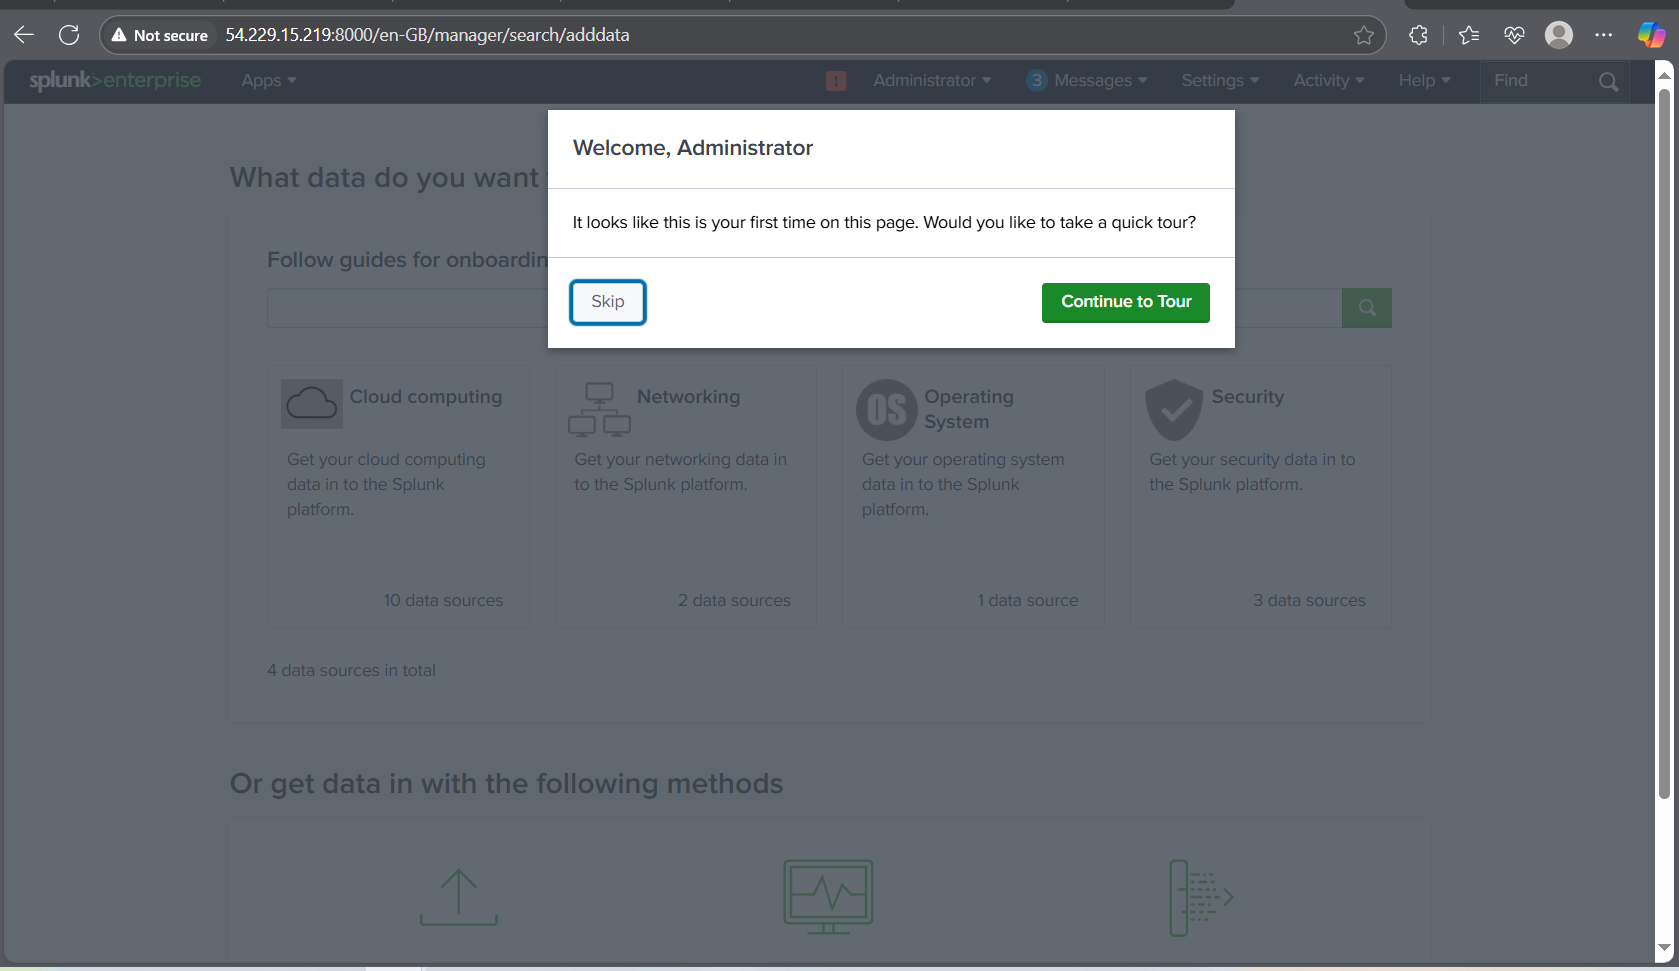 Not secure 54.229.15.219:8000/en-GB/manager/search/adddata
splunk>enterprise Apps ! Administrator 3 Messages Settings Activity Help Find
Welcome, Administrator
What data do you want
It looks like this is your first time on this page. Would you like to take a quick tour?
Follow guides for onboardin
Skip Continue to Tour
Cloud computing
Get your cloud computing
data in to the Splunk
platform.
10 data sources
Networking
Get your networking data in
to the Splunk platform.
2 data sources
OS
Operating
System
Get your operating system
data in to the Splunk
platform.
1 data source
Security
Get your security data in to
the Splunk platform.
3 data sources
4 data sources in total
Or get data in with the following methods